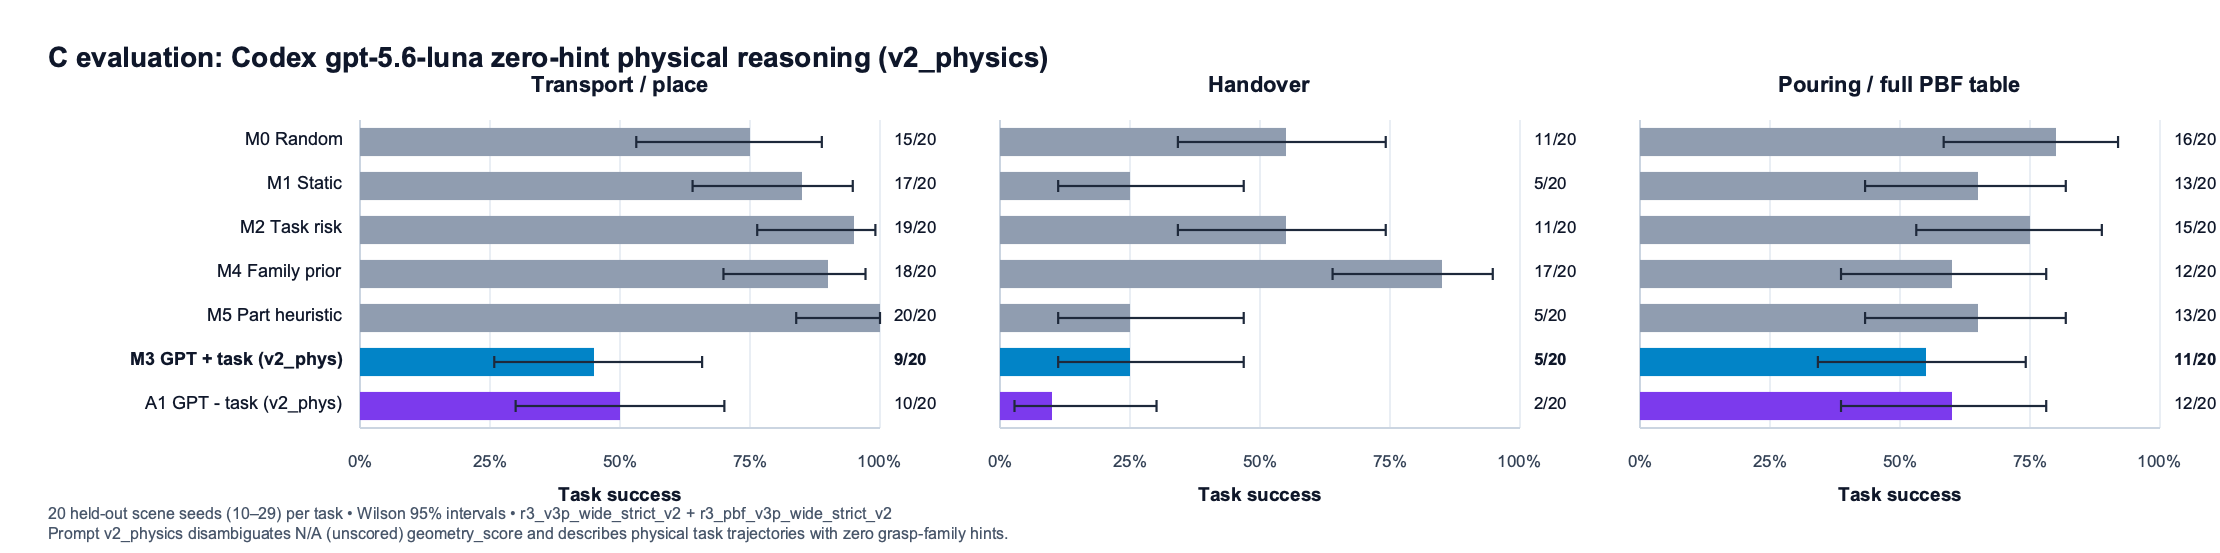 C evaluation: Codex gpt-5.6-luna zero-hint physical reasoning (v2_physics)
Transport / place
Handover
Pouring / full PBF table
M0 Random 15/20 11/20 16/20
M1 Static 17/20 5/20 13/20
M2 Task risk 19/20 11/20 15/20
M4 Family prior 18/20 17/20 12/20
M5 Part heuristic 20/20 5/20 13/20
M3 GPT + task (v2_phys) 9/20 5/20 11/20
A1 GPT - task (v2_phys) 10/20 2/20 12/20
0% 25% 50% 75% 100% 0% 25% 50% 75% 100% 0% 25% 50% 75% 100%
Task success Task success Task success
20 held-out scene seeds (10–29) per task • Wilson 95% intervals • r3_v3p_wide_strict_v2 + r3_pbf_v3p_wide_strict_v2
Prompt v2_physics disambiguates N/A (unscored) geometry_score and describes physical task trajectories with zero grasp-family hints.